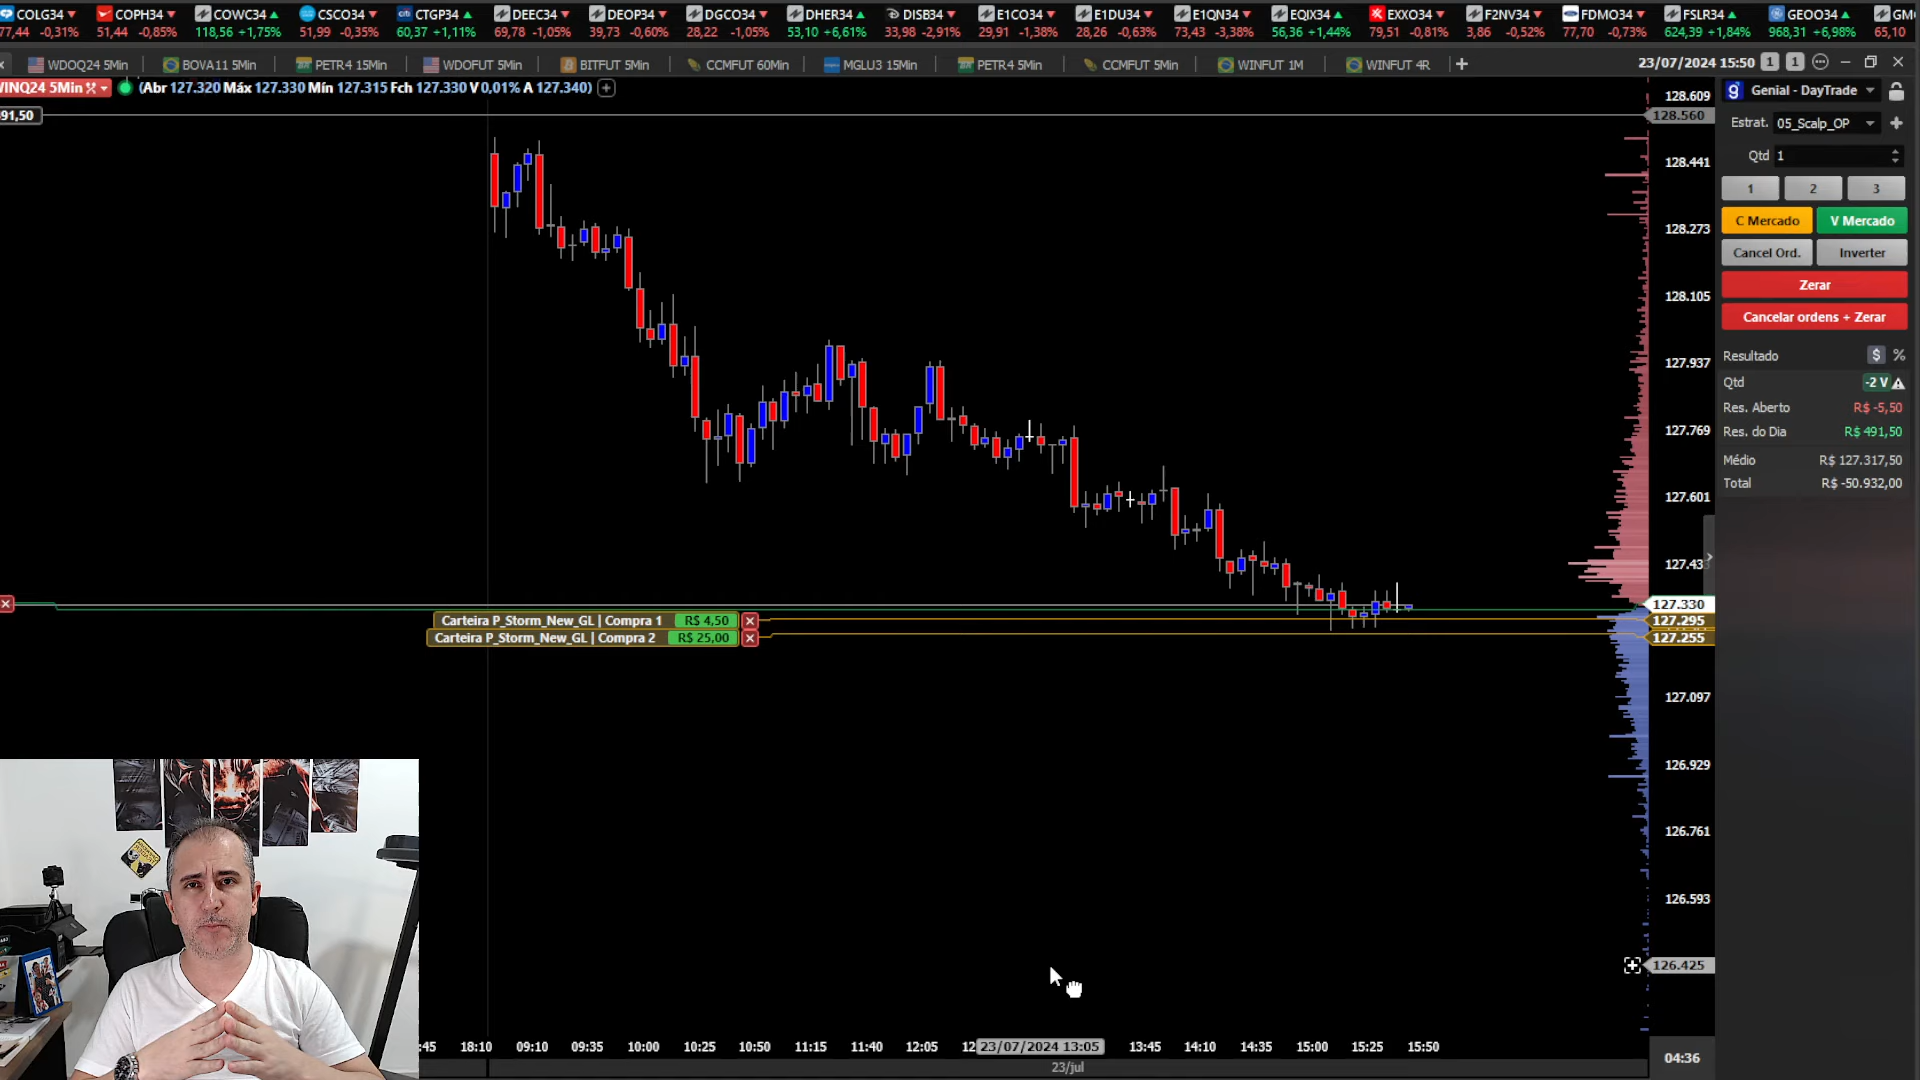 COLG34 COPH34 COWC34 CSCO34 CTGP34 DEEC34 DEOP34 DGCO34 DHER34 DISB34 E1CO34 E1DU34 E1QN34 EQIX34 EXXO34 F2NV34 FDMO34 FSLR34 GEOO34
77,44 -0,31% 51,44 -0,85% 118,56 +1,75% 51,99 -0,35% 60,37 +1,11% 69,78 -1,05% 39,73 -0,60% 28,22 -1,05% 53,10 +6,61% 33,98 -2,91% 29,91 -1,38% 28,26 -0,63% 73,43 -3,38% 56,36 +1,44% 79,51 -0,81% 3,86 -0,52% 77,70 -0,73% 624,39 +1,84% 968,31 +6,98% 65,10
WDOQ24 5Min BOVA11 5Min PETR4 15Min WDOFUT 5Min BITFUT 5Min CCMFUT 60Min MGLU3 15Min PETR4 5Min CCMFUT 5Min WINFUT 1M WINFUT 4R + 23/07/2024 15:50 1 1
WINQ24 5Min (Abr 127.320 Máx 127.330 Mín 127.315 Fch 127.330 V 0,01% A 127.340)
91,50
128.609
128.560
128.441
128.273
128.105
127.937
127.769
127.601
127.433
127.330
127.295
127.255
127.097
126.929
126.761
126.593
126.425
Carteira P_Storm_New_GL | Compra 1 R$ 4,50
Carteira P_Storm_New_GL | Compra 2 R$ 25,00
:45 18:10 09:10 09:35 10:00 10:25 10:50 11:15 11:40 12:05 12 23/07/2024 13:05 13:45 14:10 14:35 15:00 15:25 15:50
23/jul
04:36
Genial - DayTrade
Estrat. 05_Scalp_OP
Qtd 1
1 2 3
C Mercado V Mercado
Cancel Ord. Inverter
Zerar
Cancelar ordens + Zerar
Resultado $ %
Qtd -2 V
Res. Aberto R$ -5,50
Res. do Dia R$ 491,50
Médio R$ 127.317,50
Total R$ -50.932,00